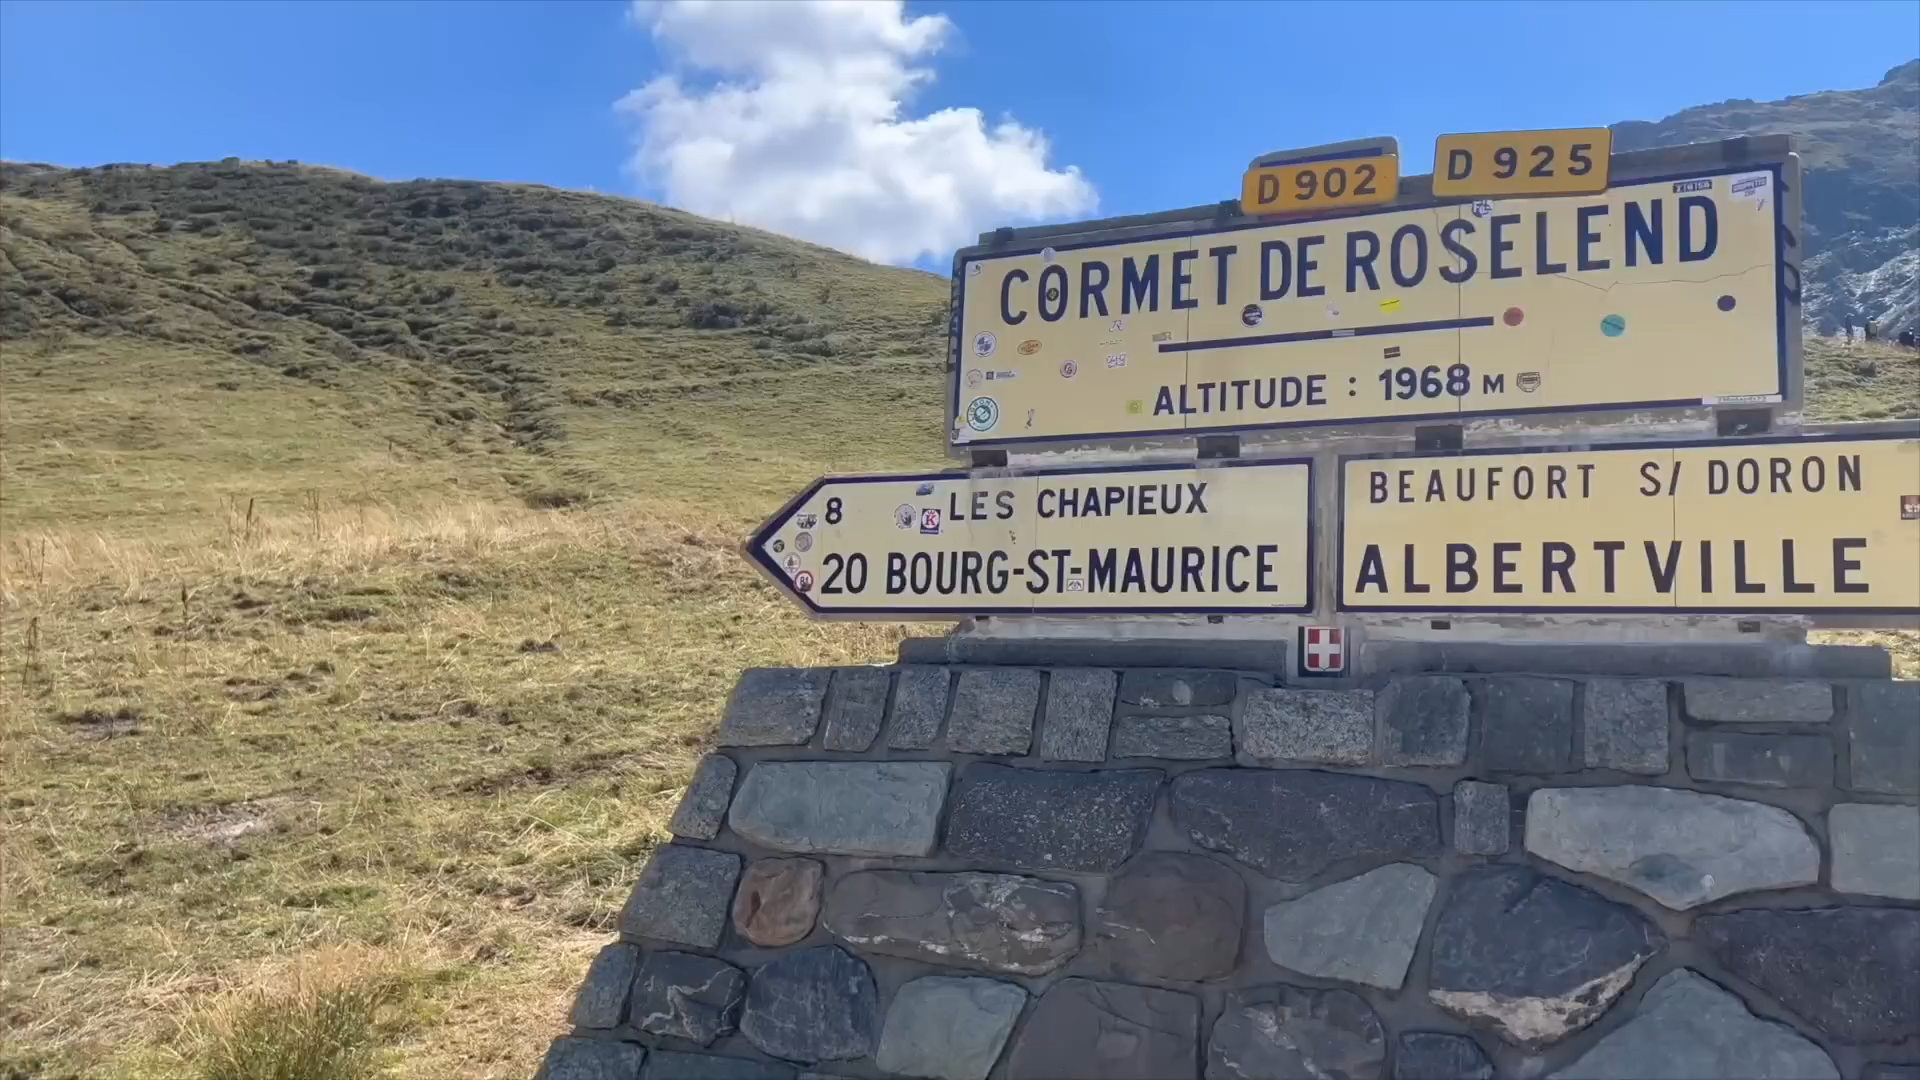 D 902
D 925
CORMET DE ROSELEND
ALTITUDE : 1968 M
8 LES CHAPIEUX
20 BOURG-ST-MAURICE
BEAUFORT S/ DORON
ALBERTVILLE